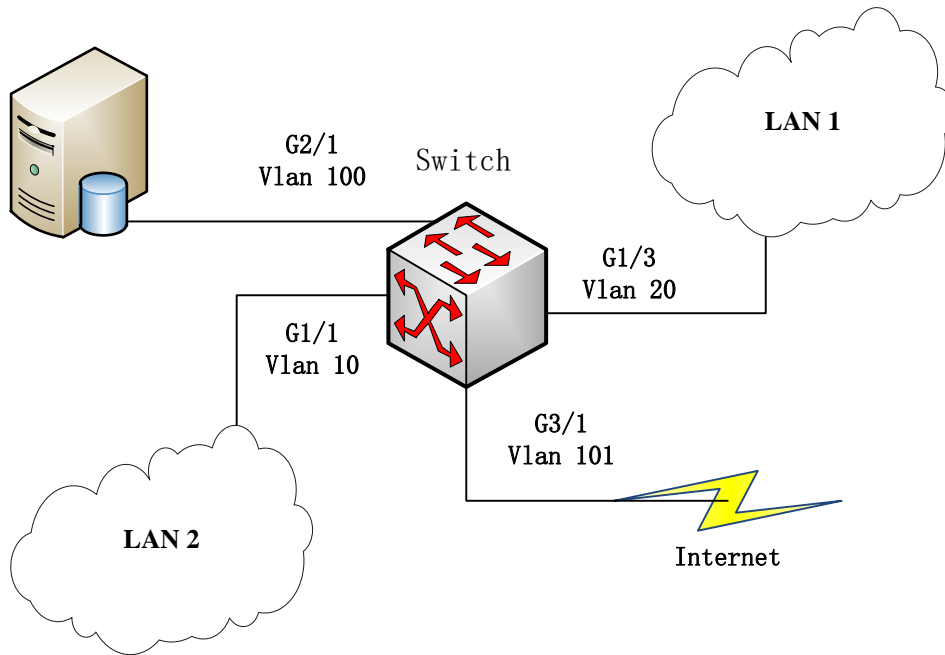 LAN 1
G2/1
Vlan 100
Switch
G1/3
Vlan 20
G1/1
Vlan 10
G3/1
Vlan 101
LAN 2
Internet